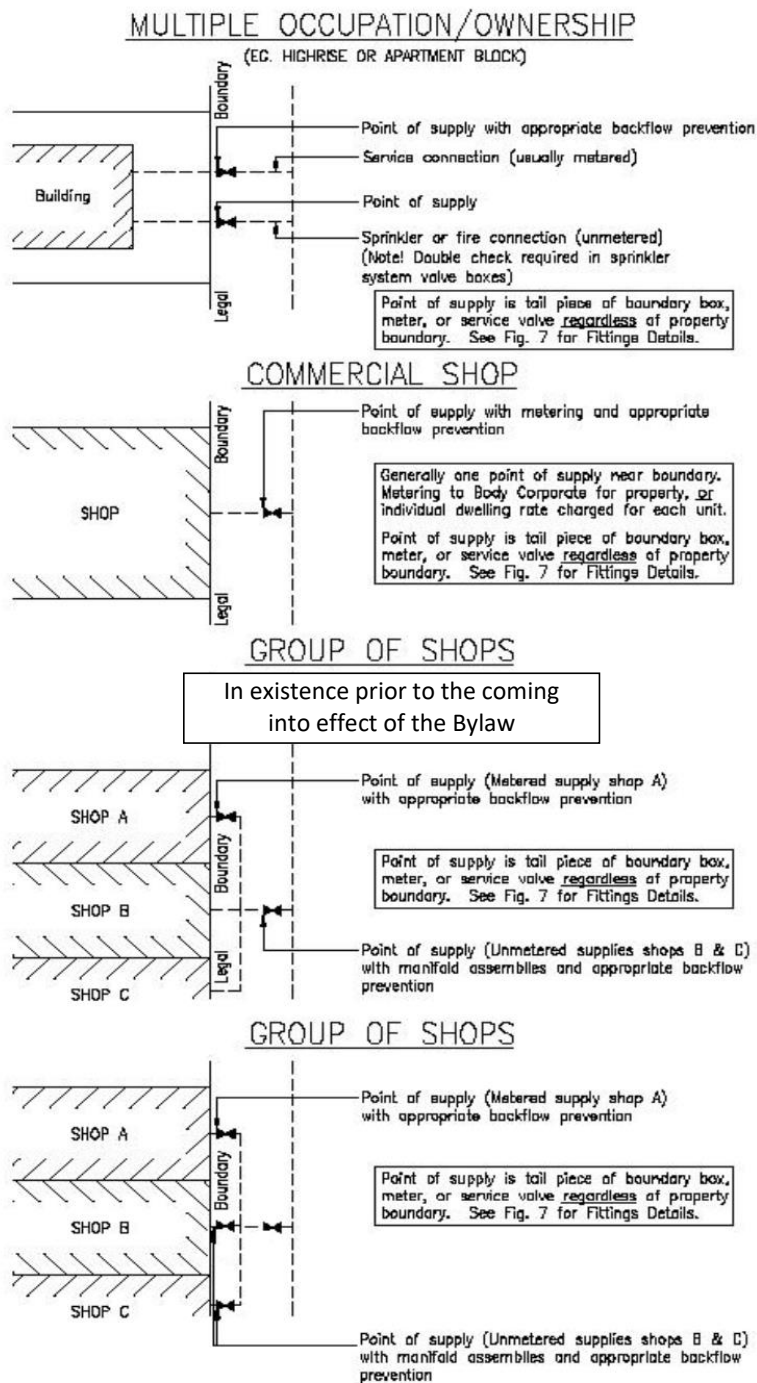 MULTIPLE OCCUPATION/OWNERSHIP
(EG. HIGHRISE OR APARTMENT BLOCK)
Boundary
Point of supply with appropriate backflow prevention
Service connection (usually metered)
Building
Point of supply
Sprinkler or fire connection (unmetered)
(Note! Double check required in sprinkler
system valve boxes)
Legal
Point of supply is tail piece of boundary box,
meter, or service valve regardless of property
boundary. See Fig. 7 for Fittings Details.
COMMERCIAL SHOP
Boundary
Point of supply with metering and appropriate
backflow prevention
SHOP
Generally one point of supply near boundary.
Metering to Body Corporate for property, or
individual dwelling rate charged for each unit.
Point of supply is tail piece of boundary box,
meter, or service valve regardless of property
boundary. See Fig. 7 for Fittings Details.
Legal
GROUP OF SHOPS
In existence prior to the coming
into effect of the Bylaw
Point of supply (Metered supply shop A)
with appropriate backflow prevention
SHOP A
Boundary
Point of supply is tail piece of boundary box,
meter, or service valve regardless of property
boundary. See Fig. 7 for Fittings Details.
SHOP B
Legal
Point of supply (Unmetered supplies shops B & C)
with manifold assemblies and appropriate backflow
prevention
SHOP C
GROUP OF SHOPS
Point of supply (Metered supply shop A)
with appropriate backflow prevention
SHOP A
Boundary
Point of supply is tail piece of boundary box,
meter, or service valve regardless of property
boundary. See Fig. 7 for Fittings Details.
SHOP B
SHOP C
Point of supply (Unmetered supplies shops B & C)
with manifold assemblies and appropriate backflow
prevention